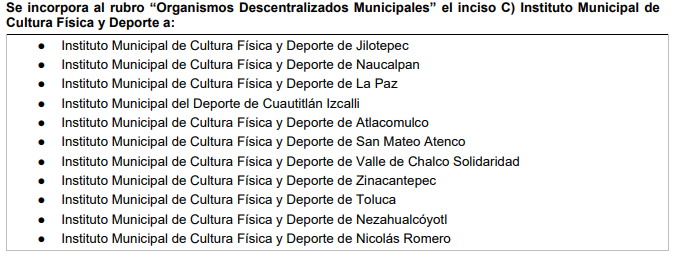 Se incorpora al rubro “Organismos Descentralizados Municipales” el inciso C) Instituto Municipal de
Cultura Física y Deporte a:
● Instituto Municipal de Cultura Física y Deporte de Jilotepec
● Instituto Municipal de Cultura Física y Deporte de Naucalpan
● Instituto Municipal de Cultura Física y Deporte de La Paz
● Instituto Municipal del Deporte de Cuautitlán Izcalli
● Instituto Municipal de Cultura Física y Deporte de Atlacomulco
● Instituto Municipal de Cultura Física y Deporte de San Mateo Atenco
● Instituto Municipal de Cultura Física y Deporte de Valle de Chalco Solidaridad
● Instituto Municipal de Cultura Física y Deporte de Zinacantepec
● Instituto Municipal de Cultura Física y Deporte de Toluca
● Instituto Municipal de Cultura Física y Deporte de Nezahualcóyotl
● Instituto Municipal de Cultura Física y Deporte de Nicolás Romero